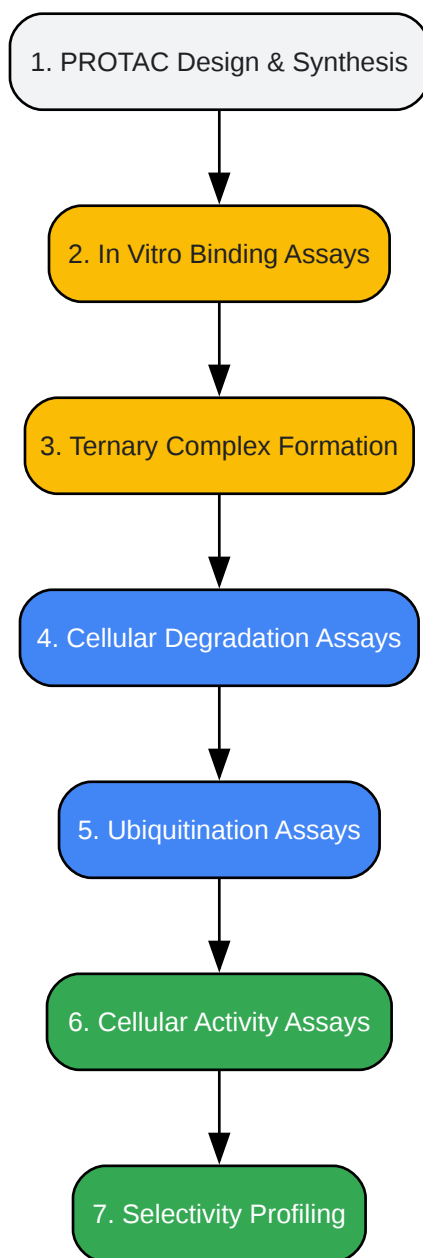 1. PROTAC Design & Synthesis
2. In Vitro Binding Assays
3. Ternary Complex Formation
4. Cellular Degradation Assays
5. Ubiquitination Assays
6. Cellular Activity Assays
7. Selectivity Profiling